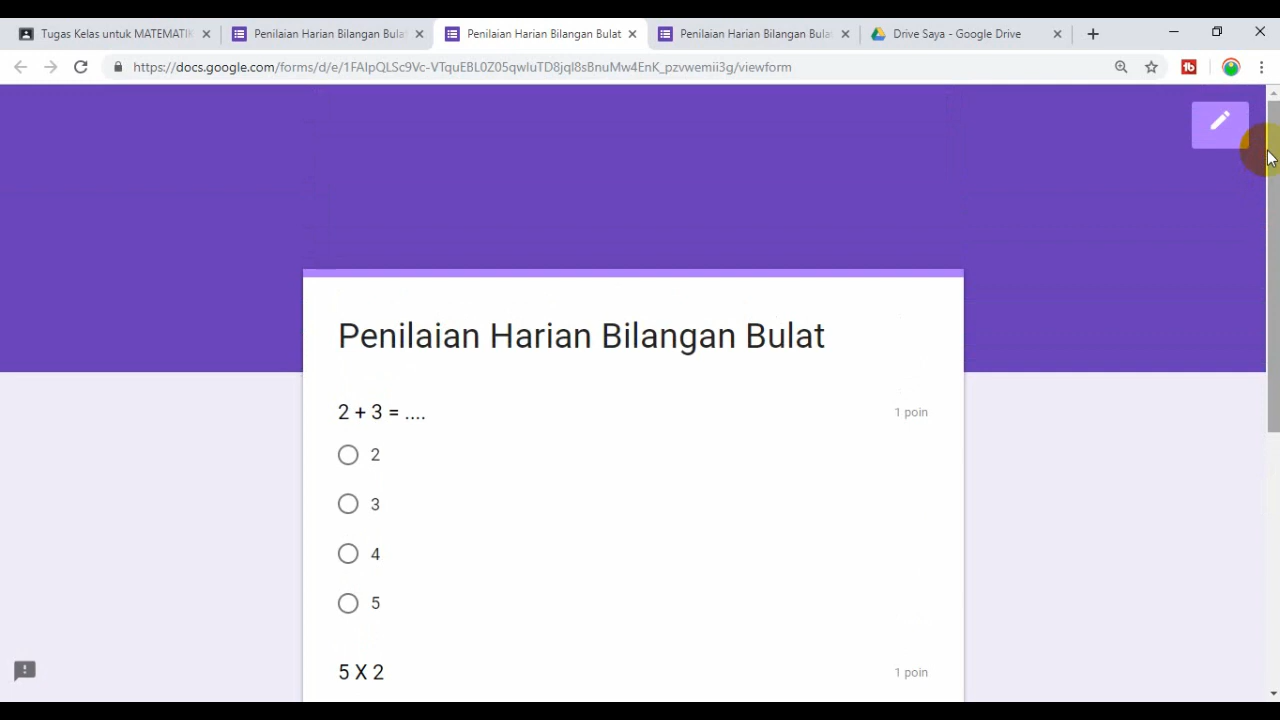 Tugas Kelas untuk MATEMATIK
Penilaian Harian Bilangan Bula
Penilaian Harian Bilangan Bulat
Penilaian Harian Bilangan Bula
Drive Saya - Google Drive
https://docs.google.com/forms/d/e/1FAIpQLSc9Vc-VTquEBL0Z05qwIuTD8jqI8sBnuMw4EnK_pzvwemii3g/viewform
Penilaian Harian Bilangan Bulat
2 + 3 = .... 1 poin
2
3
4
5
5 X 2 1 poin